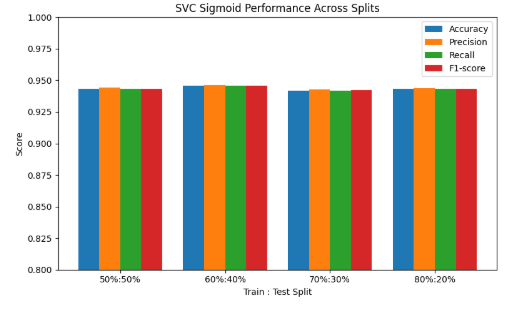 SVC Sigmoid Performance Across Splits
1.000
0.975
0.950
0.925
0.900
0.875
0.850
0.825
0.800
Score
Accuracy
Precision
Recall
F1-score
50%:50%
60%:40%
70%:30%
80%:20%
Train : Test Split